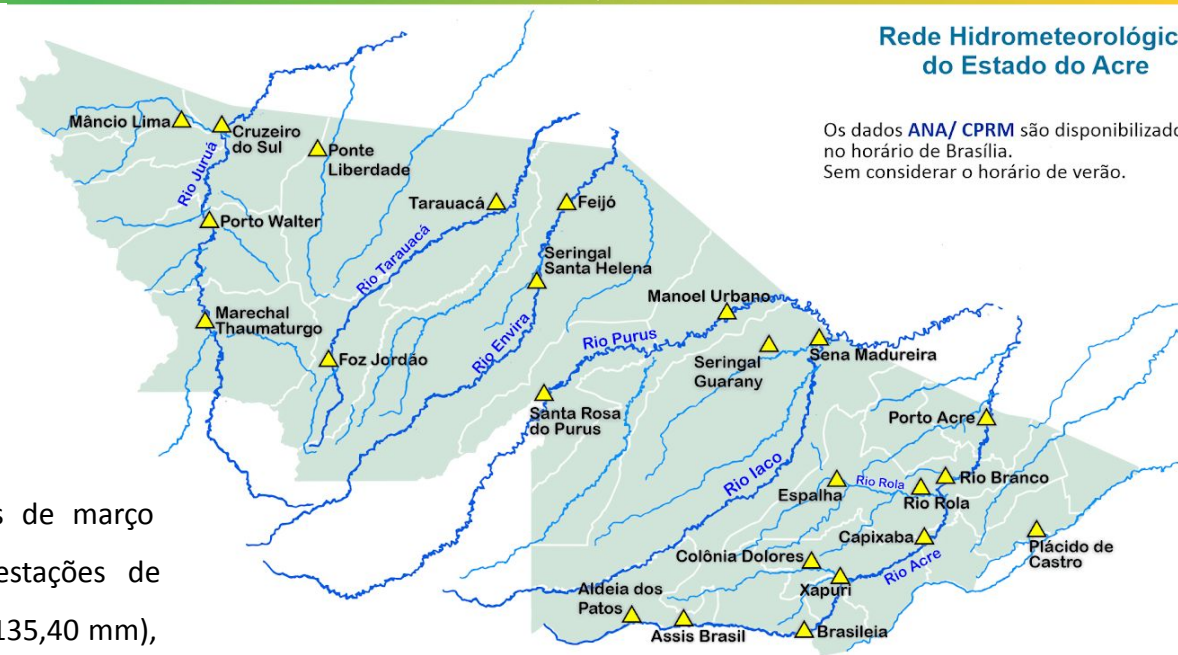 Rede Hidrometeorológic
do Estado do Acre
Os dados ANA/ CPRM são disponibilizado
no horário de Brasília.
Sem considerar o horário de verão.
Mâncio Lima
Cruzeiro
do Sul
Ponte
Liberdade
Rio Juruá
Porto Walter
Tarauacá
Feijó
Rio Tarauacá
Seringal
Santa Helena
Marechal
Thaumaturgo
Foz Jordão
Rio Envira
Manoel Urbano
Rio Purus
Seringal
Guarany
Sena Madureira
Santa Rosa
do Purus
Porto Acre
Rio Iaco
Espalha
Rio Rola
Rio Rola
Rio Branco
Capixaba
Plácido de
Castro
Colônia Dolores
Rio Acre
Xapuri
Aldeia dos
Patos
Assis Brasil
Brasileia
s de março
estações de
135,40 mm),